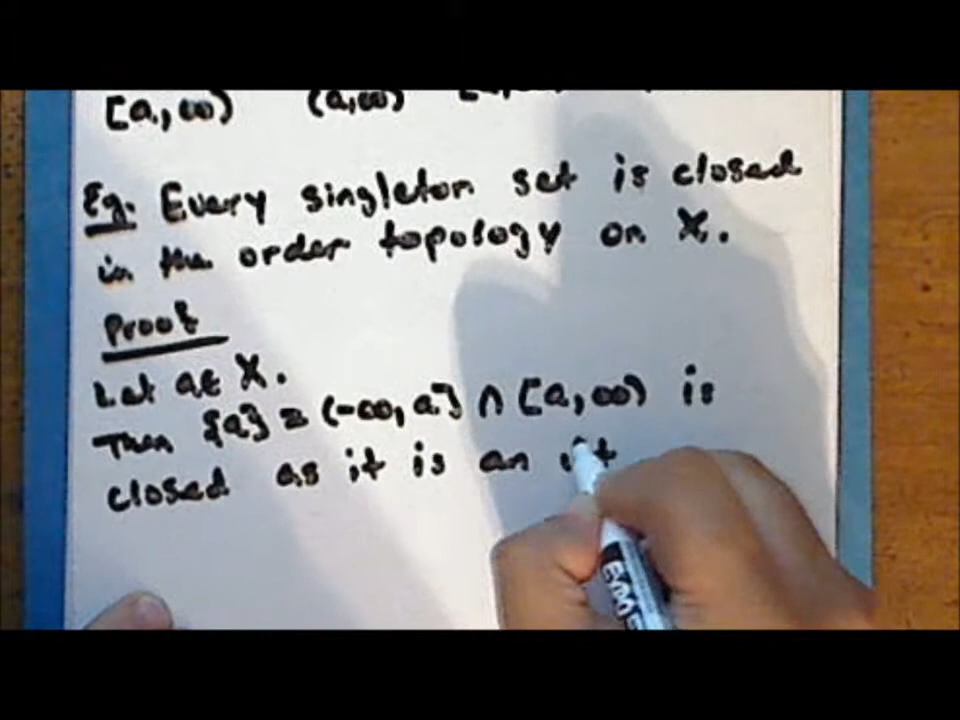 [a, ∞) (a, ∞)
Eg. Every singleton set is closed
in the order topology on X.
Proof
Let a ∈ X.
Then {a} = (-∞, a] ∩ [a, ∞) is
closed as it is an
EXPO